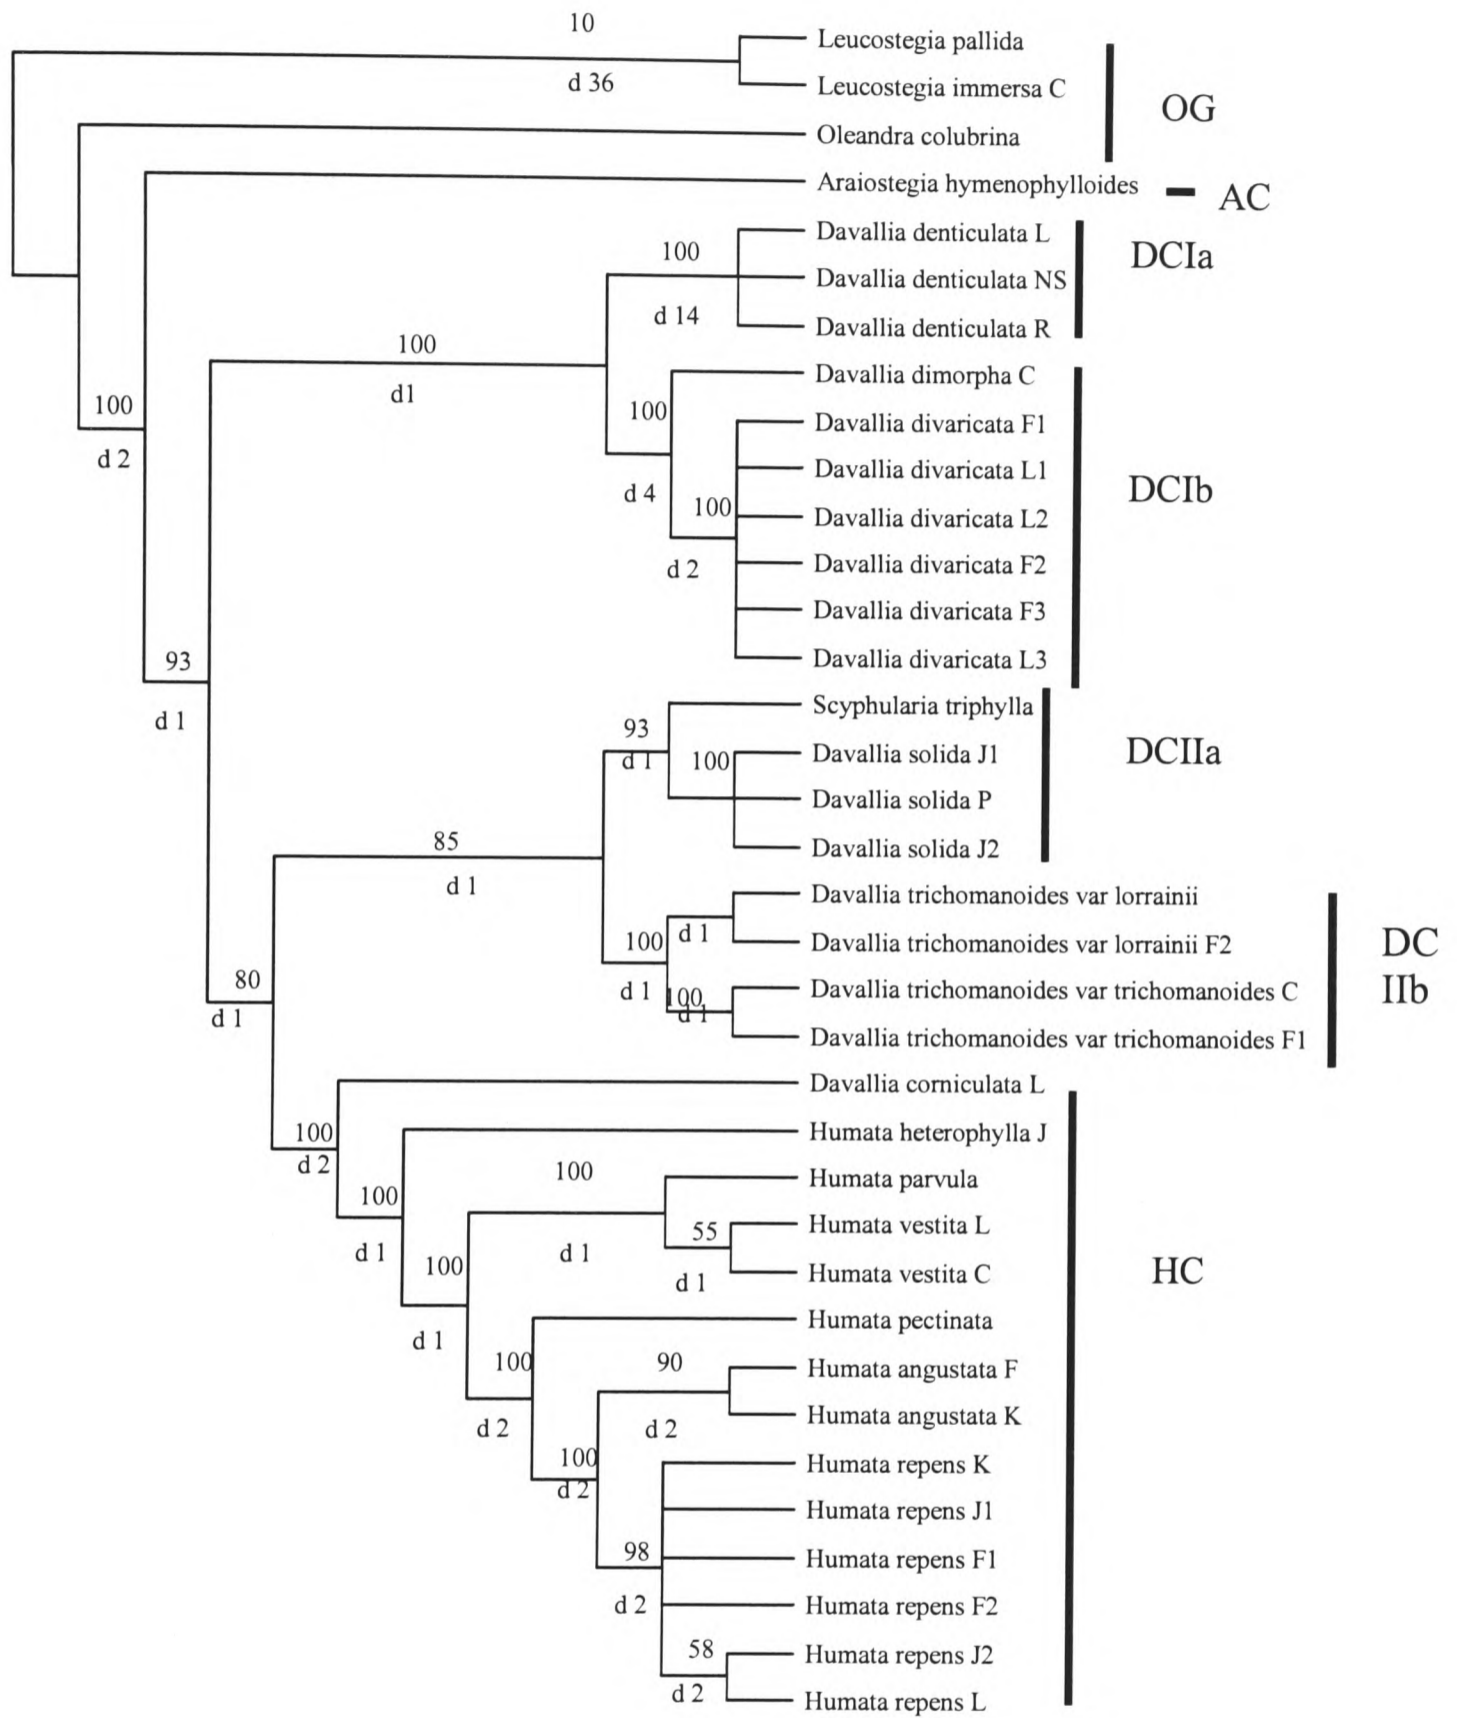 10
Leucostegia pallida
d 36
Leucostegia immersa C
OG
Oleandra colubrina
Araiostegia hymenophylloides
AC
Davallia denticulata L
100
DCIa
Davallia denticulata NS
d 14
Davallia denticulata R
100
Davallia dimorpha C
d1
100
100
Davallia divaricata F1
d 2
Davallia divaricata L1
d 4
DCIb
100
Davallia divaricata L2
Davallia divaricata F2
d 2
Davallia divaricata F3
93
Davallia divaricata L3
d 1
Scyphularia triphylla
93
d 1
100
Davallia solida J1
DCIIa
Davallia solida P
85
Davallia solida J2
d 1
Davallia trichomanoides var lorrainii
100
d 1
Davallia trichomanoides var lorrainii F2
DC
80
d 1
100
Davallia trichomanoides var trichomanoides C
IIb
d 1
d 1
Davallia trichomanoides var trichomanoides F1
Davallia corniculata L
100
Humata heterophylla J
d 2
100
100
Humata parvula
55
Humata vestita L
d 1
d 1
100
Humata vestita C
HC
d 1
Humata pectinata
d 1
100
90
Humata angustata F
d 2
d 2
Humata angustata K
100
Humata repens K
d 2
Humata repens J1
98
Humata repens F1
d 2
Humata repens F2
58
Humata repens J2
d 2
Humata repens L